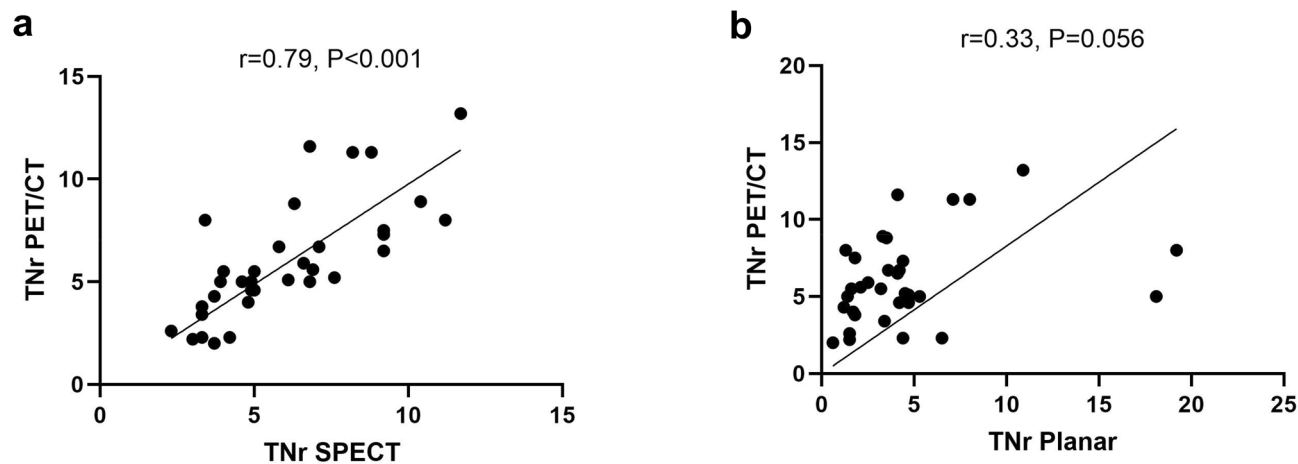 a
r=0.79, P<0.001
15
10
5
0
TNr PET/CT
0 5 10 15
TNr SPECT
b
r=0.33, P=0.056
20
15
10
5
0
TNr PET/CT
0 5 10 15 20 25
TNr Planar